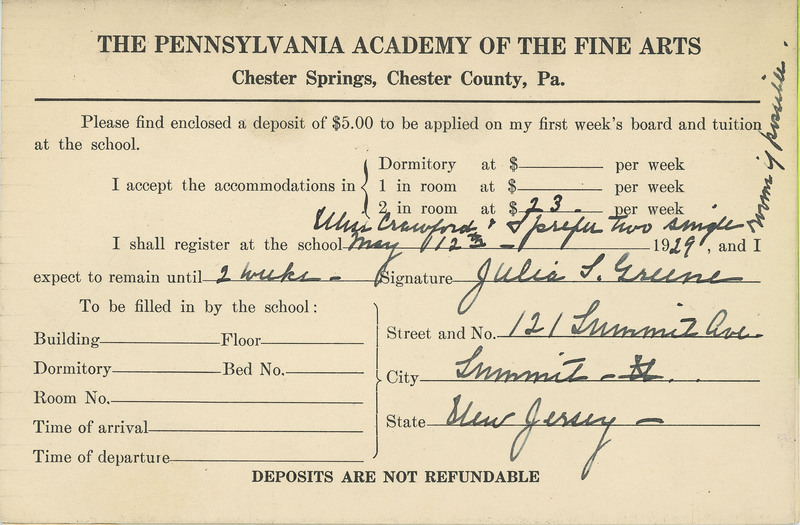 THE PENNSYLVANIA ACADEMY OF THE FINE ARTS
Chester Springs, Chester County, Pa.
Please find enclosed a deposit of $5.00 to be applied on my first week's board and tuition
at the school.
I accept the accommodations in
Dormitory at $ per week
1 in room at $ per week
2 in room at $ 23. per week
Miss Crawford & I prefer two single
rooms if possible.
I shall register at the school May 12th 1929, and I
expect to remain until 2 weeks - Signature Julia S. Greene
To be filled in by the school:
Building Floor
Dormitory Bed No.
Room No.
Time of arrival
Time of departure
Street and No. 121 Summit Ave
City Summit -
State New Jersey -
DEPOSITS ARE NOT REFUNDABLE